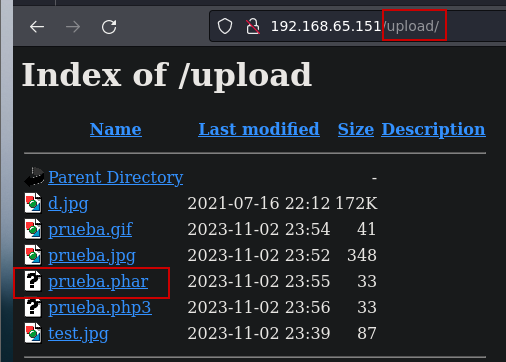 192.168.65.151/upload/
Index of /upload
Name Last modified Size Description
Parent Directory -
d.jpg 2021-07-16 22:12 172K
prueba.gif 2023-11-02 23:54 41
prueba.jpg 2023-11-02 23:52 348
prueba.phar 2023-11-02 23:55 33
prueba.php3 2023-11-02 23:56 33
test.jpg 2023-11-02 23:39 87